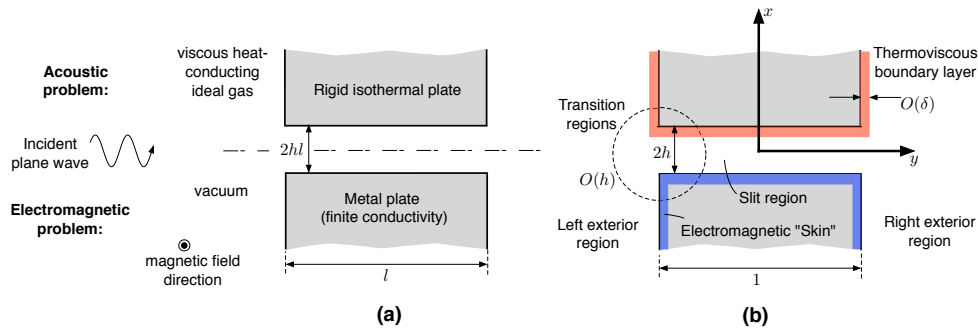 Acoustic
problem:
viscous heat-
conducting
ideal gas
Rigid isothermal plate
Incident
plane wave
2hl
vacuum
Electromagnetic
problem:
Metal plate
(finite conductivity)
magnetic field
direction
l
(a)
x
Thermoviscous
boundary layer
O(δ)
Transition
regions
2h
y
O(h)
Slit region
Left exterior
region
Electromagnetic "Skin"
Right exterior
region
1
(b)